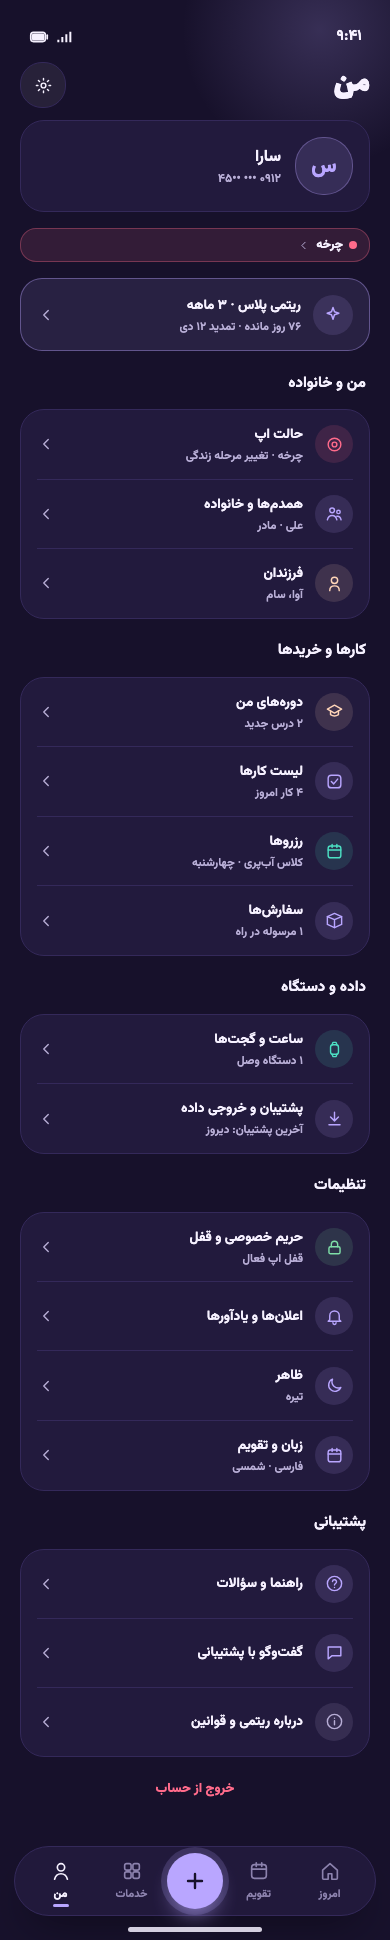 ۹:۴۱
من
س
سارا
۰۹۱۲ ••• ••۴۵
چرخه
ریتمی پلاس · ۳ ماهه
۷۶ روز مانده · تمدید ۱۲ دی
من و خانواده
حالت اپ
چرخه · تغییر مرحله زندگی
همدم‌ها و خانواده
علی · مادر
فرزندان
آوا، سام
کارها و خریدها
دوره‌های من
۲ درس جدید
لیست کارها
۴ کار امروز
رزروها
کلاس آب‌پری · چهارشنبه
سفارش‌ها
۱ مرسوله در راه
داده و دستگاه
ساعت و گجت‌ها
۱ دستگاه وصل
پشتیبان و خروجی داده
آخرین پشتیبان: دیروز
تنظیمات
حریم خصوصی و قفل
قفل اپ فعال
اعلان‌ها و یادآورها
ظاهر
تیره
زبان و تقویم
فارسی · شمسی
پشتیبانی
راهنما و سؤالات
گفت‌وگو با پشتیبانی
درباره ریتمی و قوانین
خروج از حساب
امروز
تقویم
خدمات
من